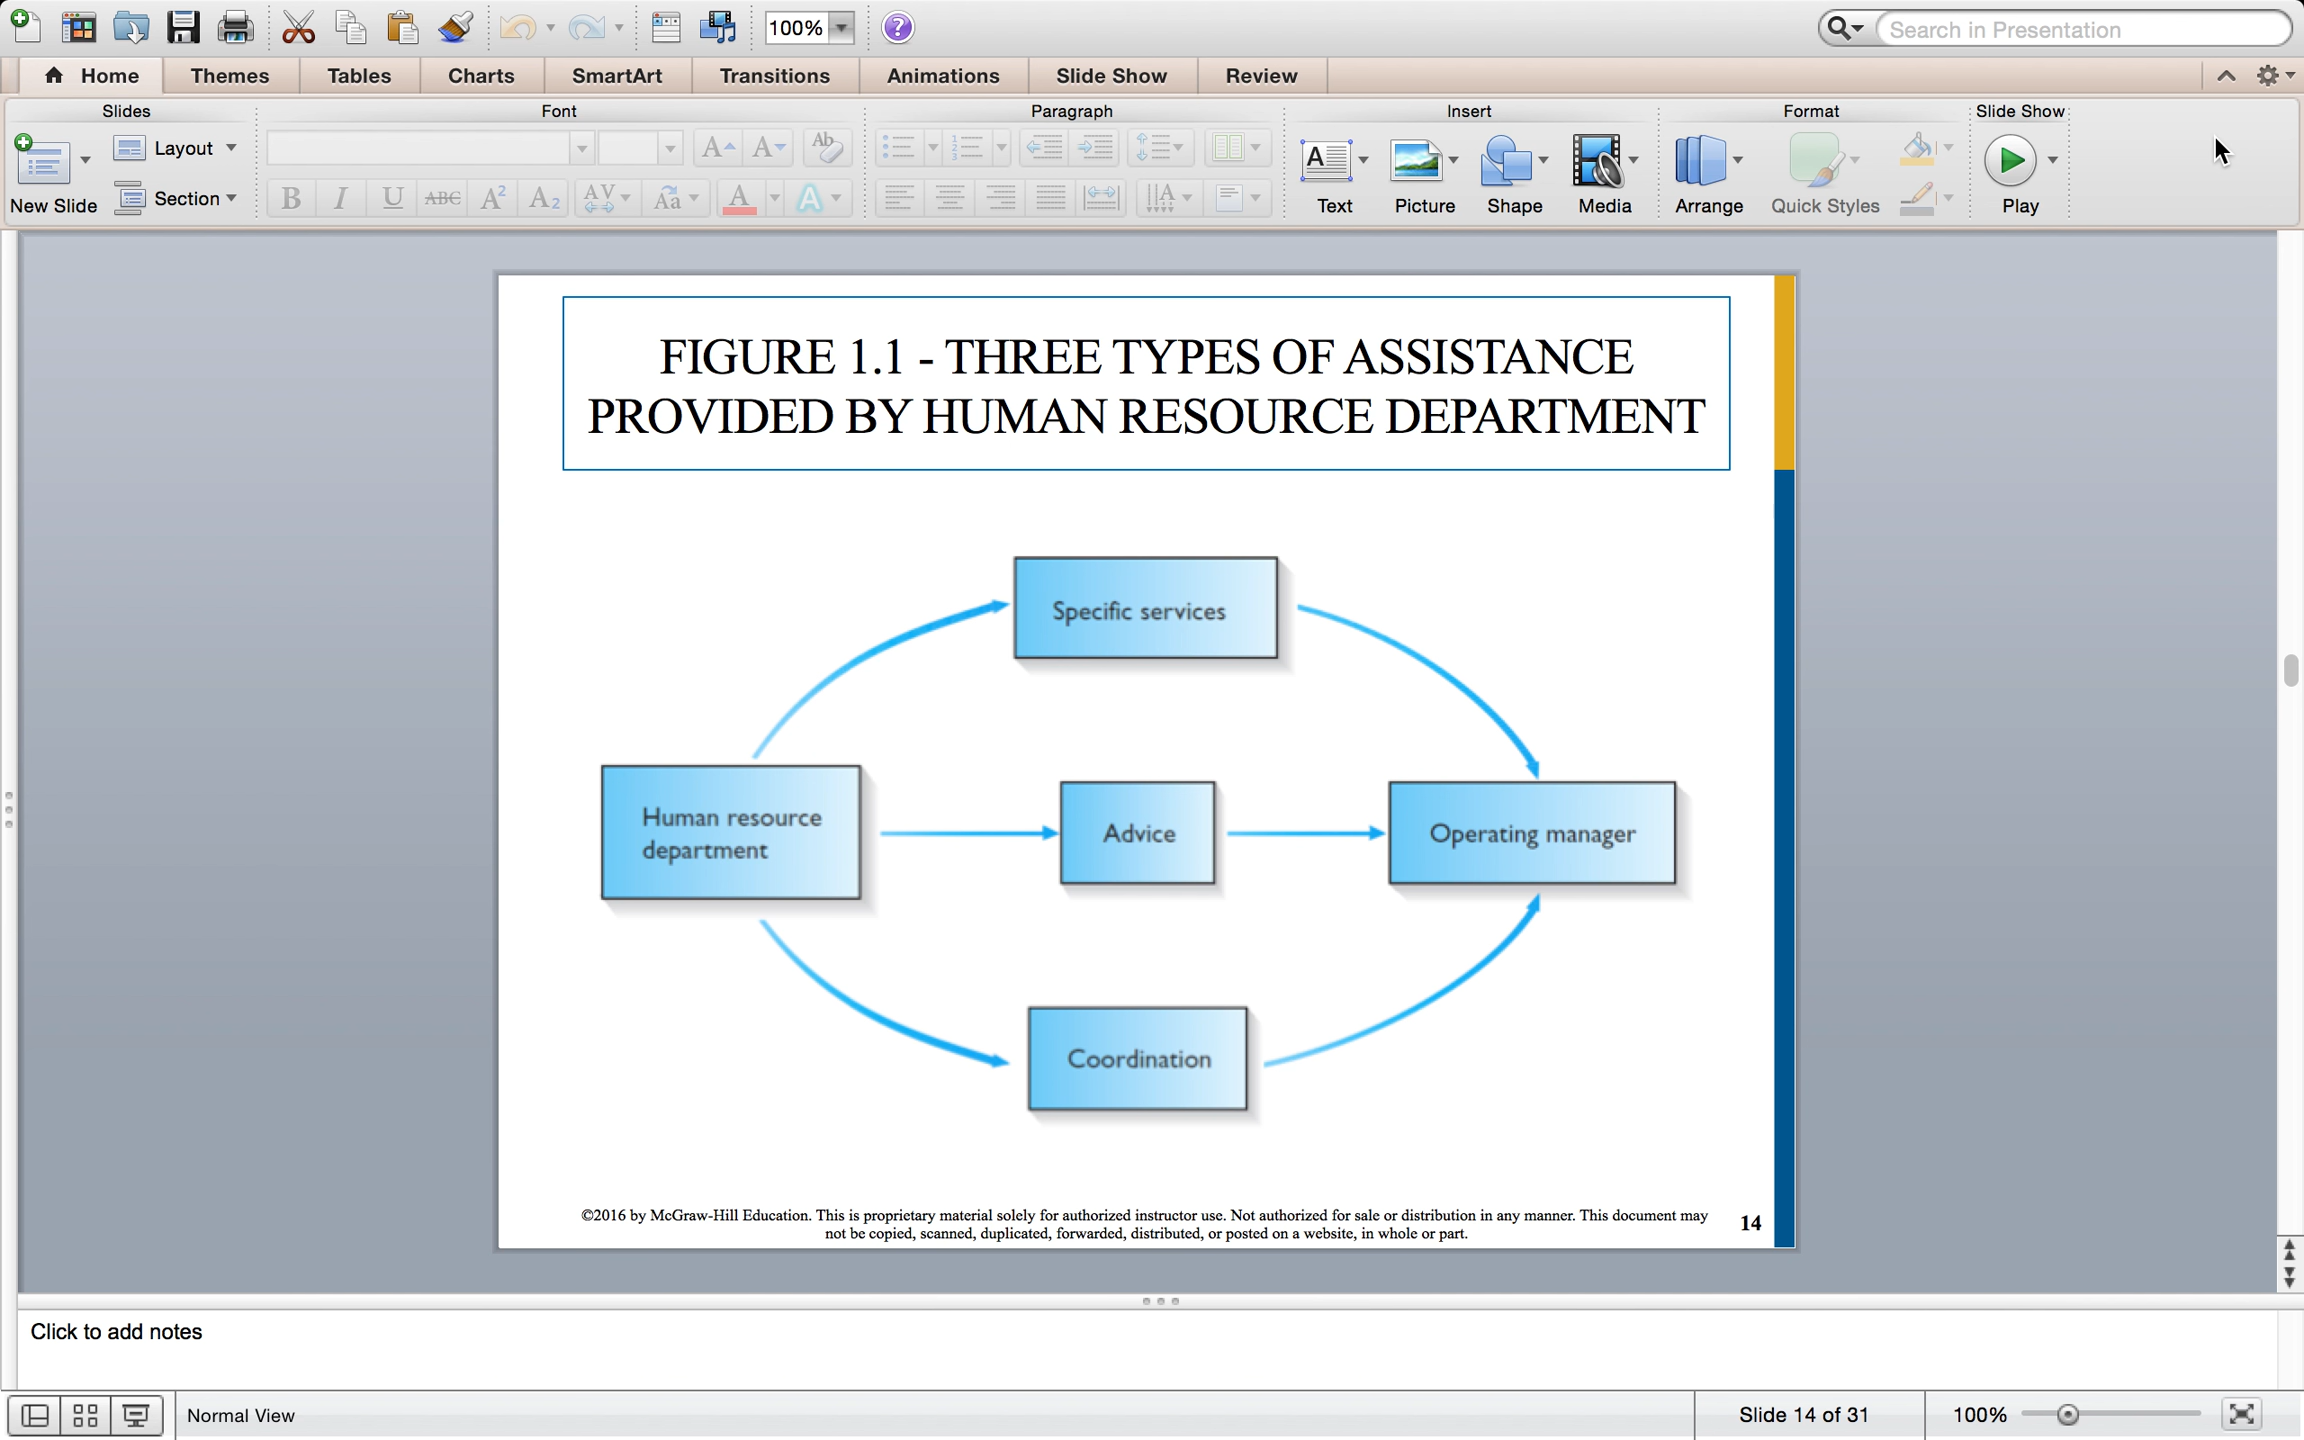 100%
Search in Presentation
Home Themes Tables Charts SmartArt Transitions Animations Slide Show Review
Slides Font Paragraph Insert Format Slide Show
New Slide Layout Section
Text Picture Shape Media Arrange Quick Styles Play
FIGURE 1.1 - THREE TYPES OF ASSISTANCE
PROVIDED BY HUMAN RESOURCE DEPARTMENT
Specific services
Human resource
department
Advice
Operating manager
Coordination
©2016 by McGraw-Hill Education. This is proprietary material solely for authorized instructor use. Not authorized for sale or distribution in any manner. This document may
not be copied, scanned, duplicated, forwarded, distributed, or posted on a website, in whole or part.
14
Click to add notes
Normal View
Slide 14 of 31
100%